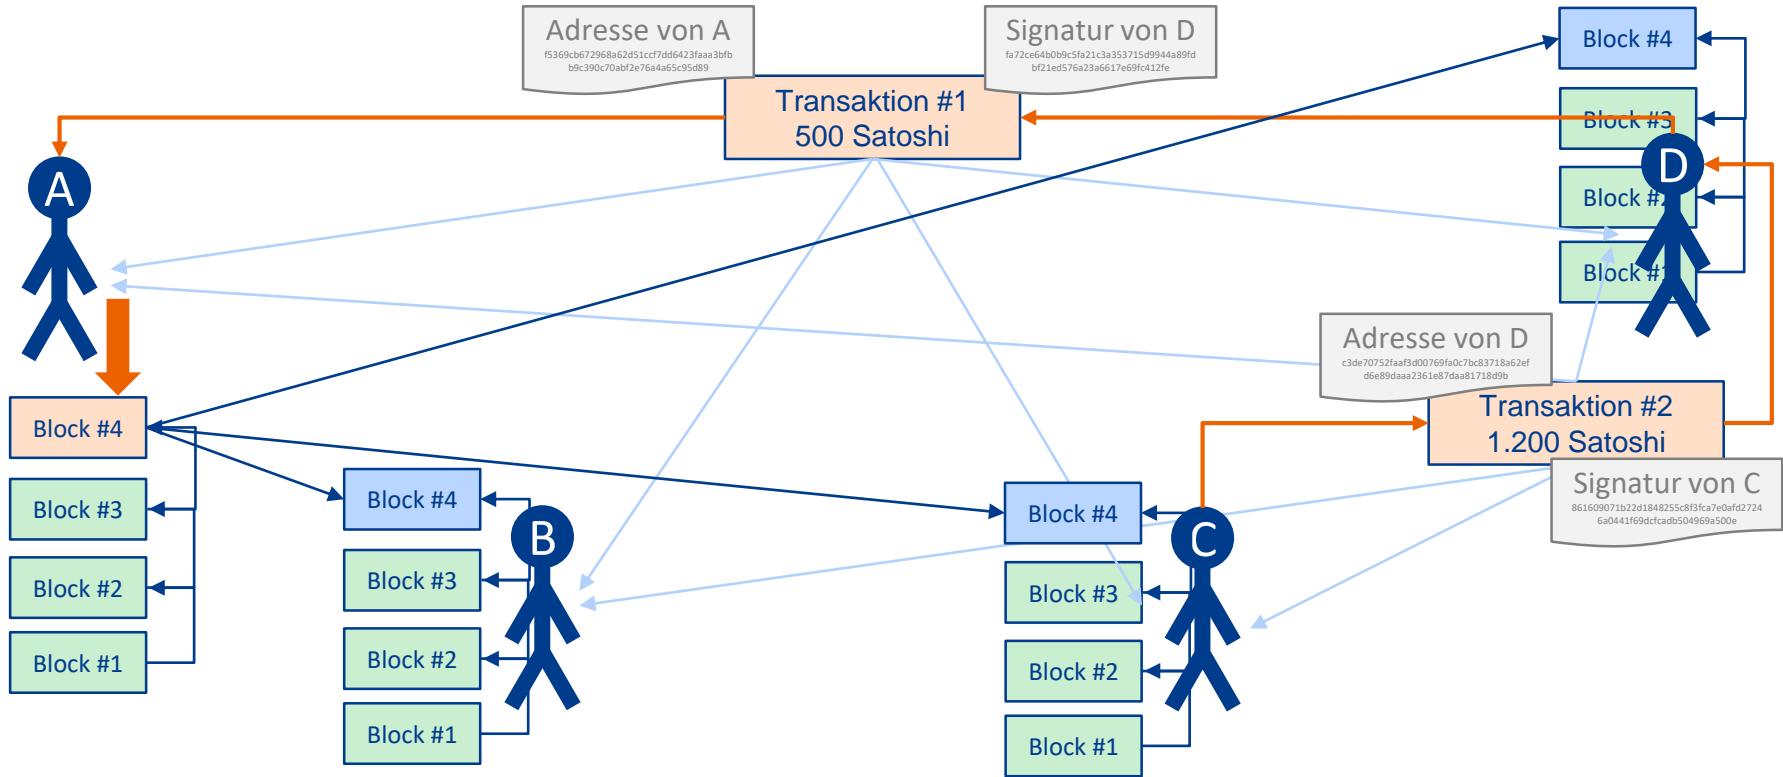 Adresse von A
f5369cb672968a62d51ccf7dd6423faaa3bfb
b9c390c70abf2e76a4a65c95d89
Signatur von D
fa72ce64b0b9c5fa21c3a353715d9944a89fd
bf21ed576a23a6617e69fc412fe
Transaktion #1
500 Satoshi
Block #4
Block #3
Block #2
Block #1
A
D
Adresse von D
c3de70752faaf3d00769fa0c7bc83718a62ef
d6e89daaa2361e87daa81718d9b
Transaktion #2
1.200 Satoshi
Signatur von C
861609071b22d1848255c8f3fca7e0afd2724
6a0441f69dcfcadb504969a500e
Block #4
Block #3
Block #2
Block #1
Block #4
Block #3
Block #2
Block #1
B
Block #4
Block #3
Block #2
Block #1
C